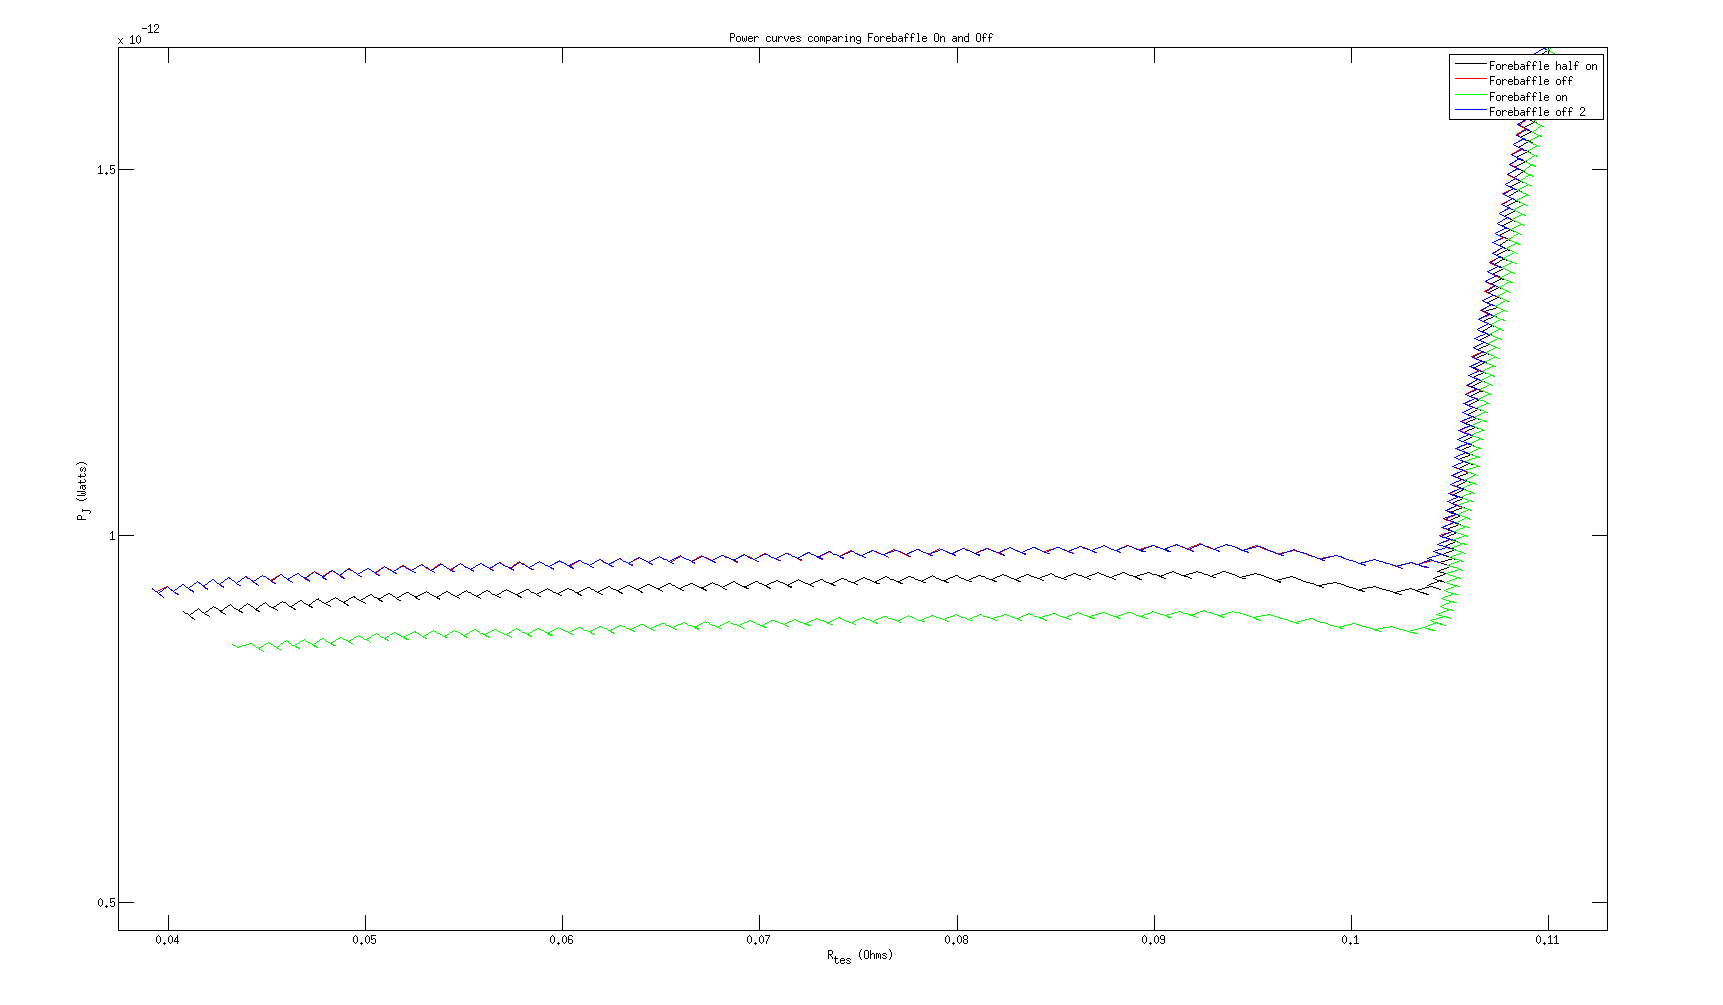 x 10^-12
Power curves comparing Forebaffle On and Off
Forebaffle half on
Forebaffle off
Forebaffle on
Forebaffle off 2
1.5
1
0.5
P_J (Watts)
0.04 0.05 0.06 0.07 0.08 0.09 0.1 0.11
R_tes (Ohms)